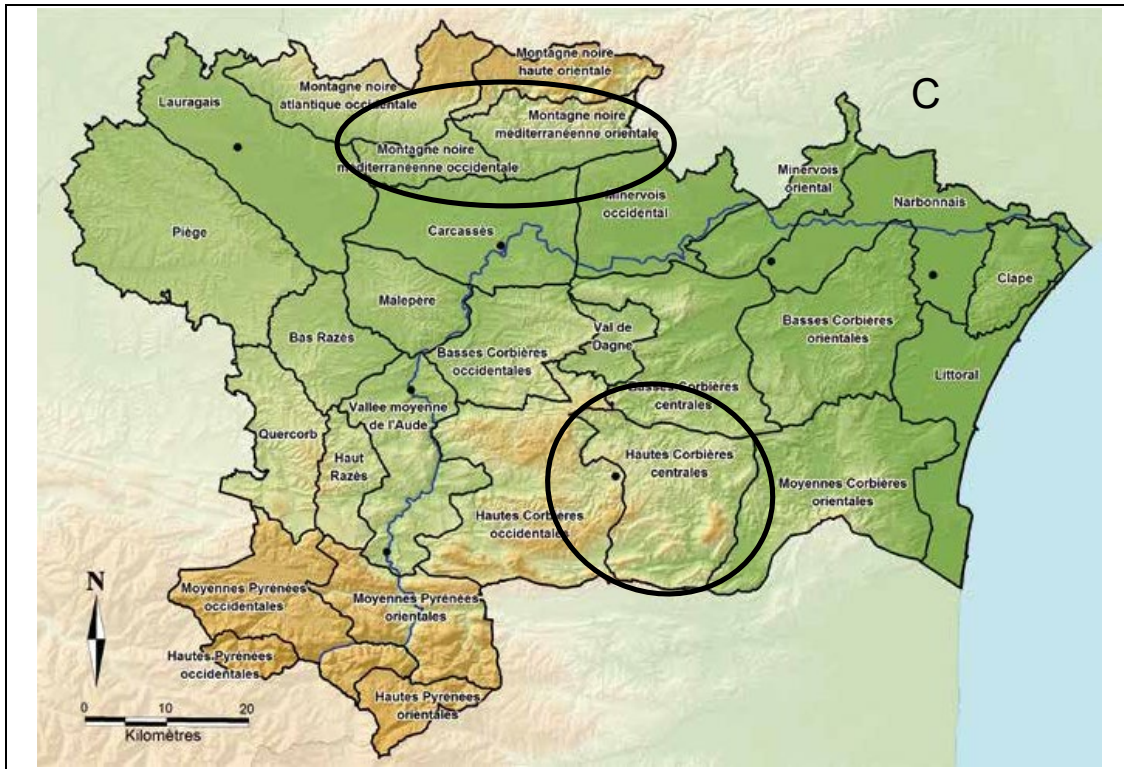 C
Montagne noire
haute orientale
Montagne noire
atlantique occidentale
Lauragais
Montagne noire
méditerranéenne orientale
Montagne noire
méditerranéenne occidentale
Minervois
oriental
Minervois
occidental
Narbonnais
Piège
Carcassès
Clape
Malepère
Bas Razès
Val de
Dagne
Basses Corbières
orientales
Basses Corbières
occidentales
Littoral
Basses Corbières
centrales
Vallée moyenne
de l'Aude
Quercorb
Haut
Razès
Hautes Corbières
centrales
Moyennes Corbières
orientales
Hautes Corbières
occidentales
N
Moyennes Pyrénées
occidentales
Moyennes Pyrénées
orientales
Hautes Pyrénées
occidentales
Hautes Pyrénées
orientales
0 10 20
Kilomètres